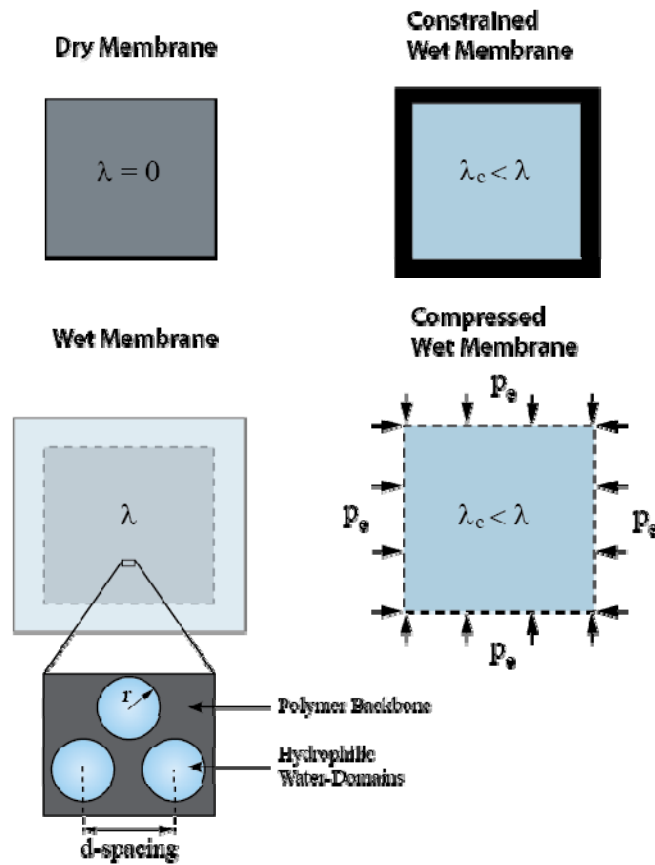 Dry Membrane
λ = 0
Constrained
Wet Membrane
λc < λ
Wet Membrane
λ
r
Polymer Backbone
Hydrophilic
Water-Domains
d-spacing
Compressed
Wet Membrane
pe
pe
λc < λ
pe
pe